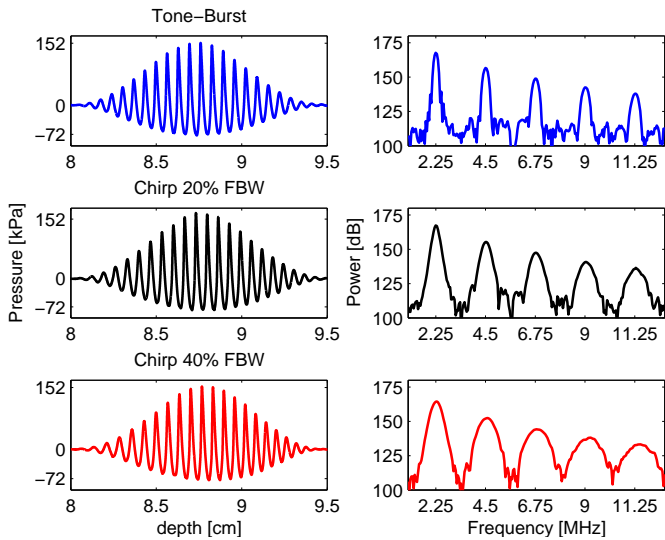 Tone−Burst
152
0
−72
8 8.5 9 9.5
175
150
125
100
2.25 4.5 6.75 9 11.25
Chirp 20% FBW
Pressure [kPa]
152
0
−72
8 8.5 9 9.5
Power [dB]
175
150
125
100
2.25 4.5 6.75 9 11.25
Chirp 40% FBW
152
0
−72
8 8.5 9 9.5
depth [cm]
175
150
125
100
2.25 4.5 6.75 9 11.25
Frequency [MHz]